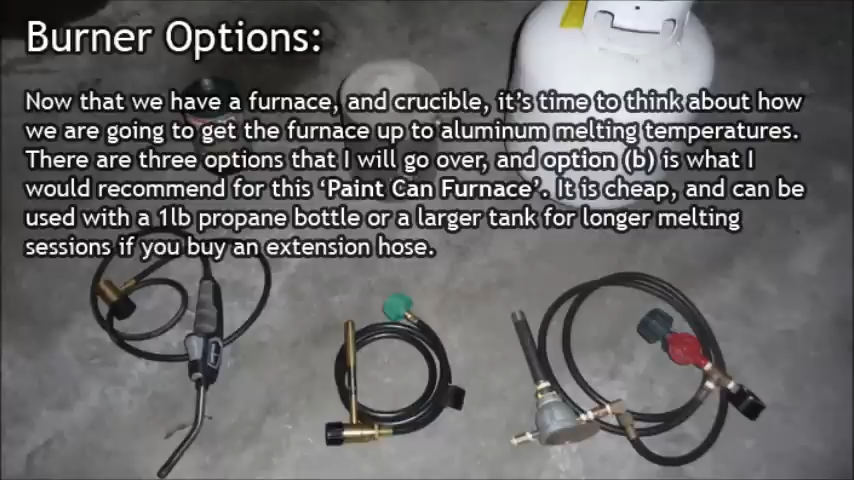 Burner Options:
Now that we have a furnace, and crucible, it's time to think about how
we are going to get the furnace up to aluminum melting temperatures.
There are three options that I will go over, and option (b) is what I
would recommend for this ‘Paint Can Furnace’. It is cheap, and can be
used with a 1lb propane bottle or a larger tank for longer melting
sessions if you buy an extension hose.